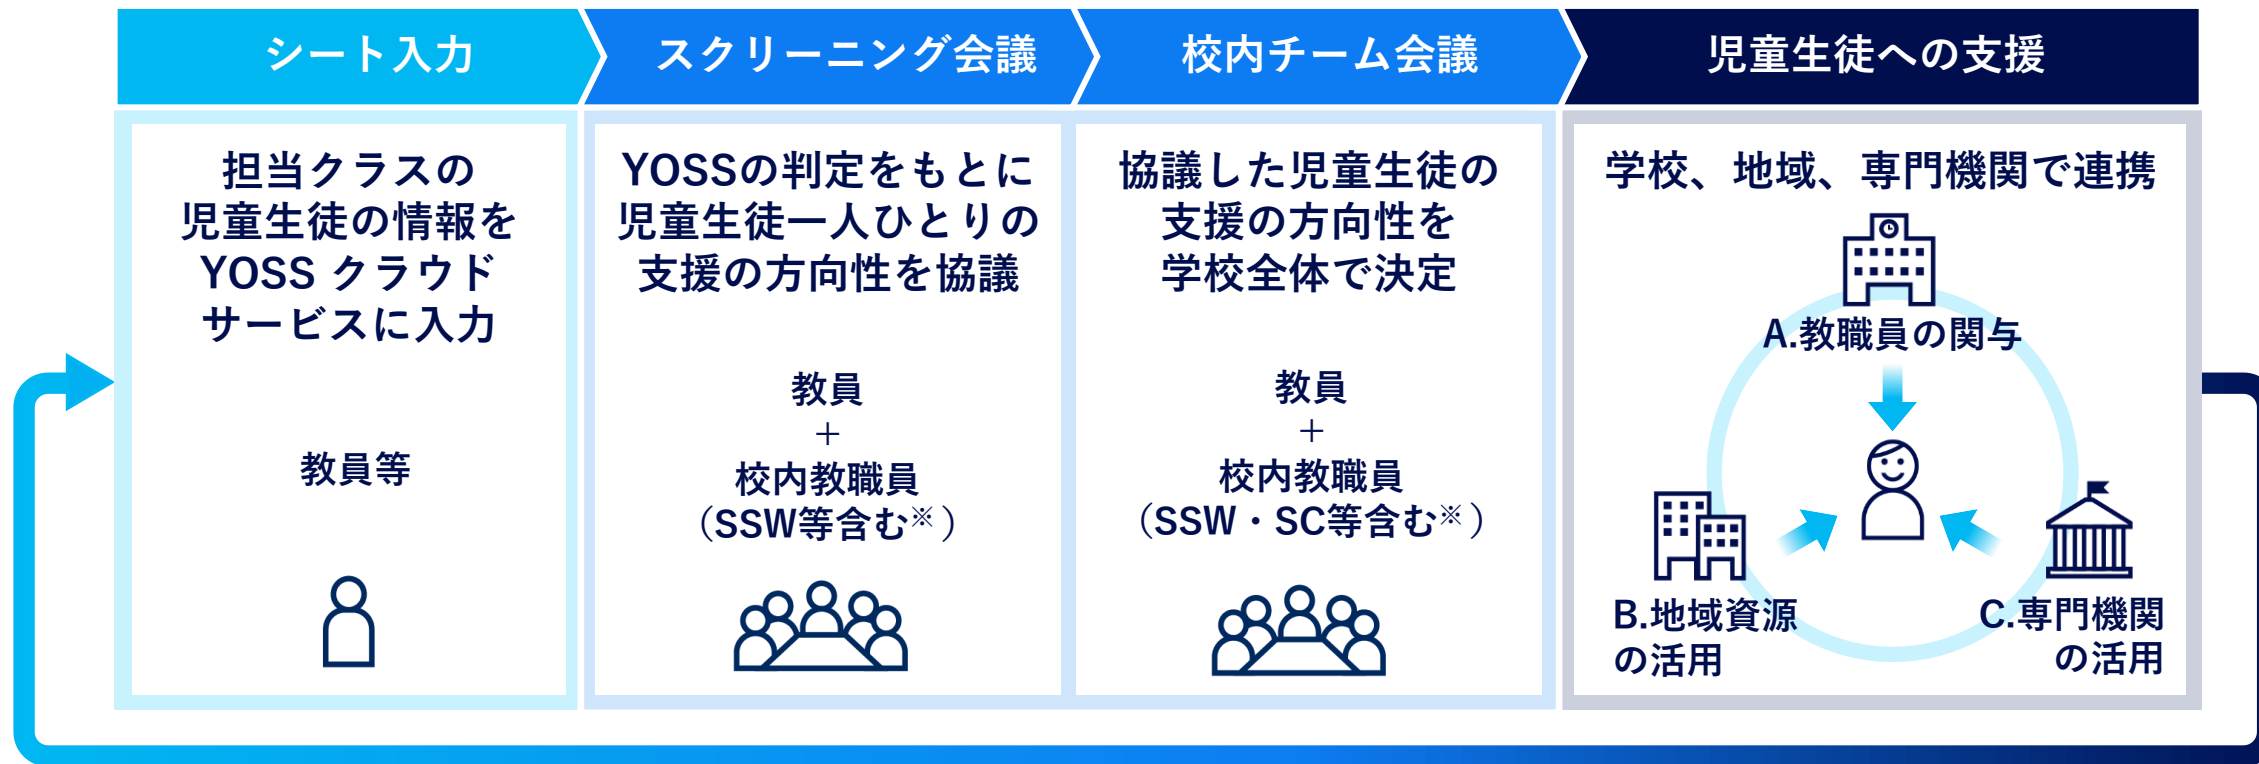 シート入力
スクリーニング会議
校内チーム会議
児童生徒への支援
担当クラスの
児童生徒の情報を
YOSS クラウド
サービスに入力
教員等
YOSSの判定をもとに
児童生徒一人ひとりの
支援の方向性を協議
教員
＋
校内教職員
（SSW等含む※）
協議した児童生徒の
支援の方向性を
学校全体で決定
教員
＋
校内教職員
（SSW・SC等含む※）
学校、地域、専門機関で連携
A.教職員の関与
B.地域資源
の活用
C.専門機関
の活用